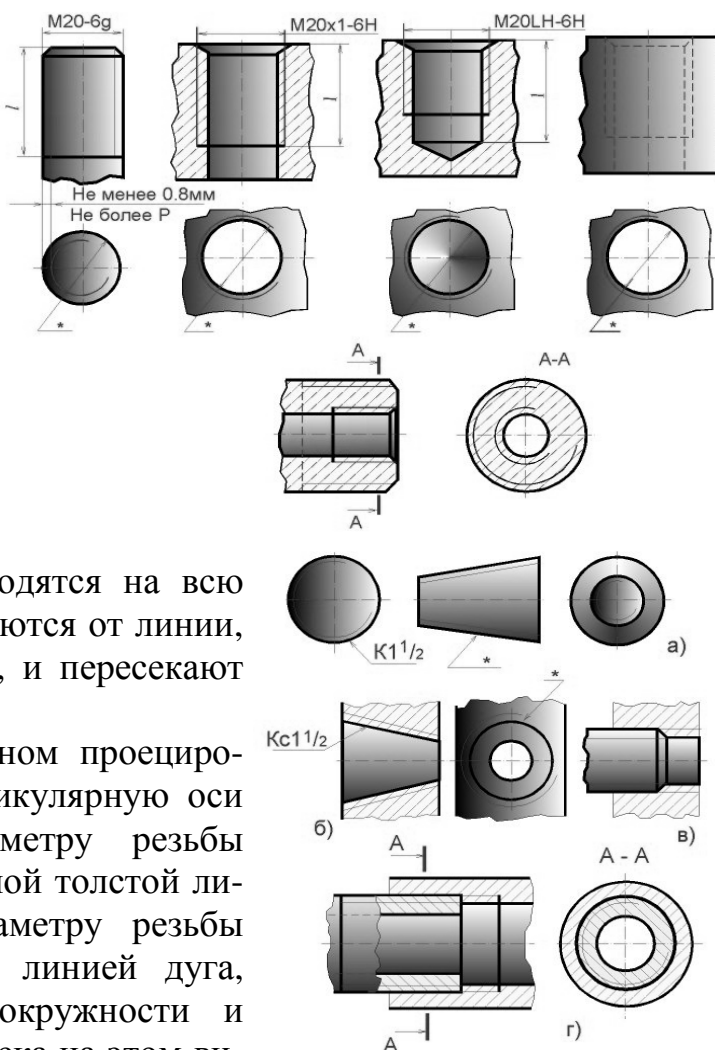 M20-6g
M20x1-6H
M20LH-6H
l
l
l
Не менее 0.8мм
Не более P
*
*
*
*
A
A-A
A
одятся на всю
ются от линии,
, и пересекают
K1 1/2
*
а)
ном проециро-
икулярную оси
метру резьбы
ной толстой ли-
аметру резьбы
линией дуга,
окружности и
*
Kc1 1/2
б)
в)
A
A - A
A
г)